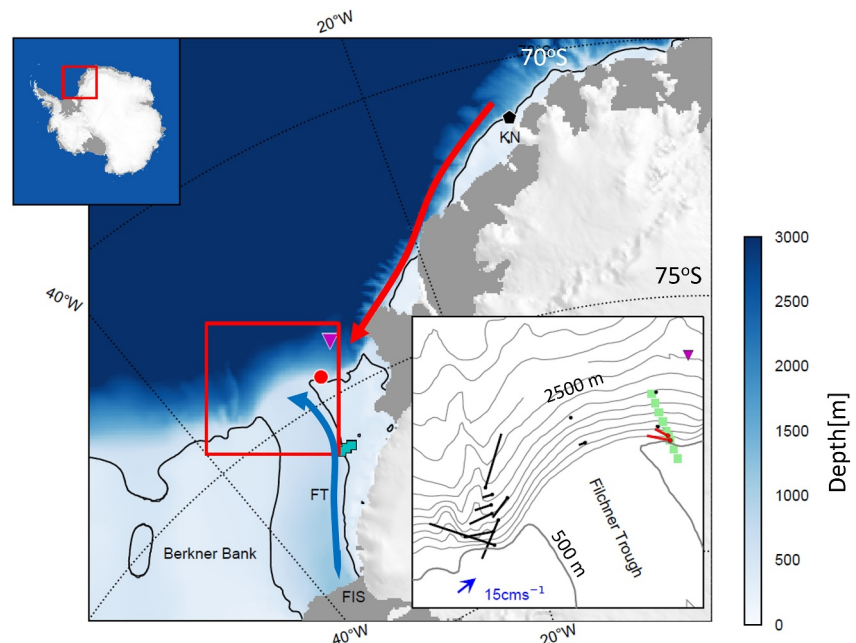 20°W
70°S
KN
75°S
40°W
3000
2500
2000
1500
1000
500
0
Depth[m]
2500 m
Filchner Trough
500 m
15cms⁻¹
FT
Berkner Bank
FIS
40°W
20°W